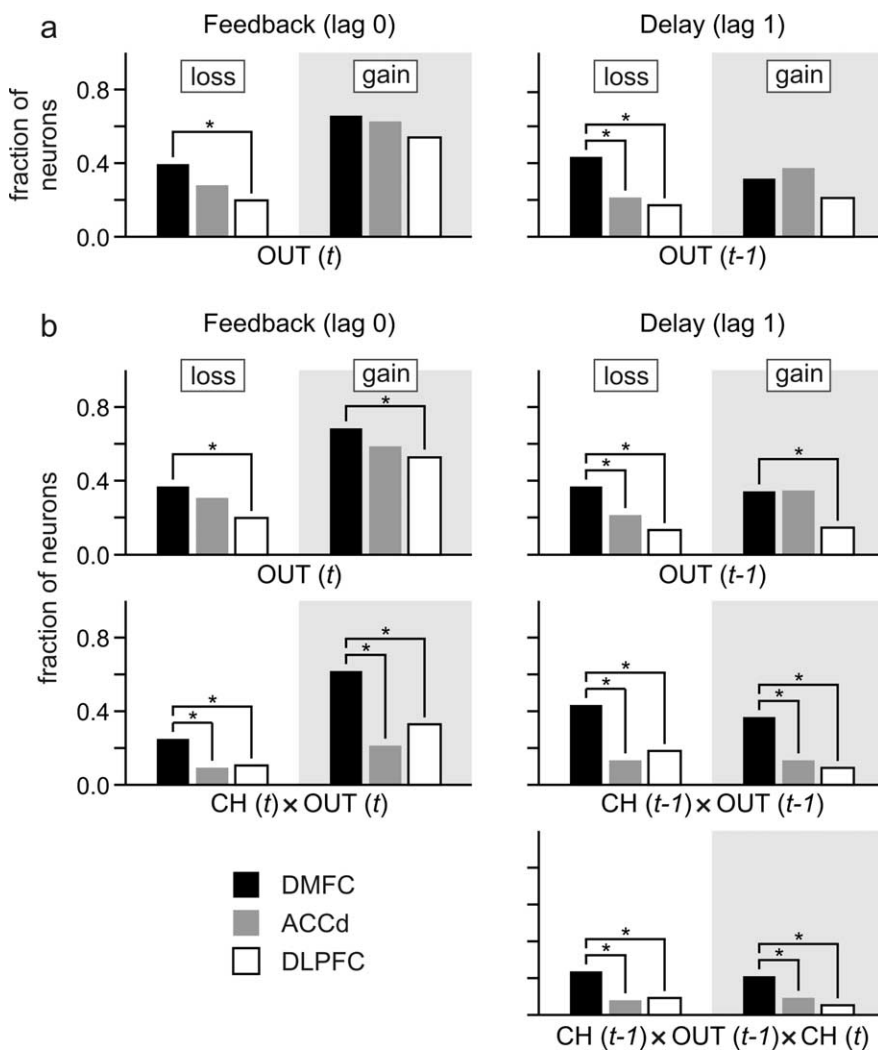 a
Feedback (lag 0)
Delay (lag 1)
loss
gain
loss
gain
fraction of
neurons
0.8
0.4
0.0
*
*
*
OUT (t)
OUT (t-1)
b
Feedback (lag 0)
Delay (lag 1)
loss
gain
loss
gain
fraction of neurons
0.8
0.4
0.0
*
*
*
*
*
OUT (t)
OUT (t-1)
0.8
0.4
0.0
*
*
*
*
*
*
*
*
CH (t) × OUT (t)
CH (t-1) × OUT (t-1)
DMFC
ACCd
DLPFC
*
*
*
*
CH (t-1) × OUT (t-1) × CH (t)